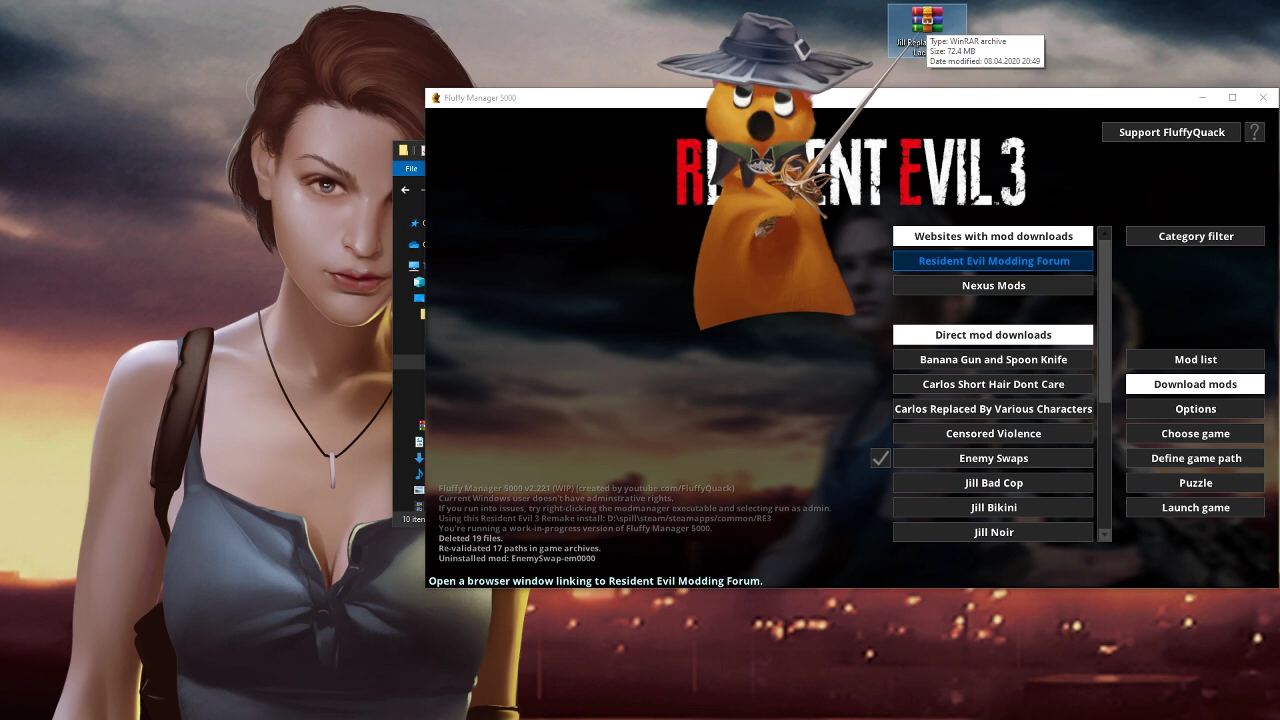 Jill Repla
Lae
Type: WinRAR archive
Size: 72.4 MB
Date modified: 08.04.2020 20:49
Fluffy Manager 5000
File
Support FluffyQuack
?
RESIDENT EVIL 3
Websites with mod downloads
Category filter
Resident Evil Modding Forum
Nexus Mods
Direct mod downloads
Banana Gun and Spoon Knife
Mod list
Carlos Short Hair Dont Care
Download mods
Carlos Replaced By Various Characters
Options
Censored Violence
Choose game
Enemy Swaps
Define game path
Jill Bad Cop
Puzzle
Jill Bikini
Launch game
Jill Noir
Fluffy Manager 5000 v2.221 (WIP) (created by youtube.com/FluffyQuack)
Current Windows user doesn't have adminstrative rights.
If you run into issues, try right-clicking the modmanager executable and selecting run as admin.
Using this Resident Evil 3 Remake install: D:\spill\steam/steamapps/common/RE3
You're running a work-in-progress version of Fluffy Manager 5000.
Deleted 19 files.
Re-validated 17 paths in game archives.
Uninstalled mod: EnemySwap-em0000
10 iten
Open a browser window linking to Resident Evil Modding Forum.